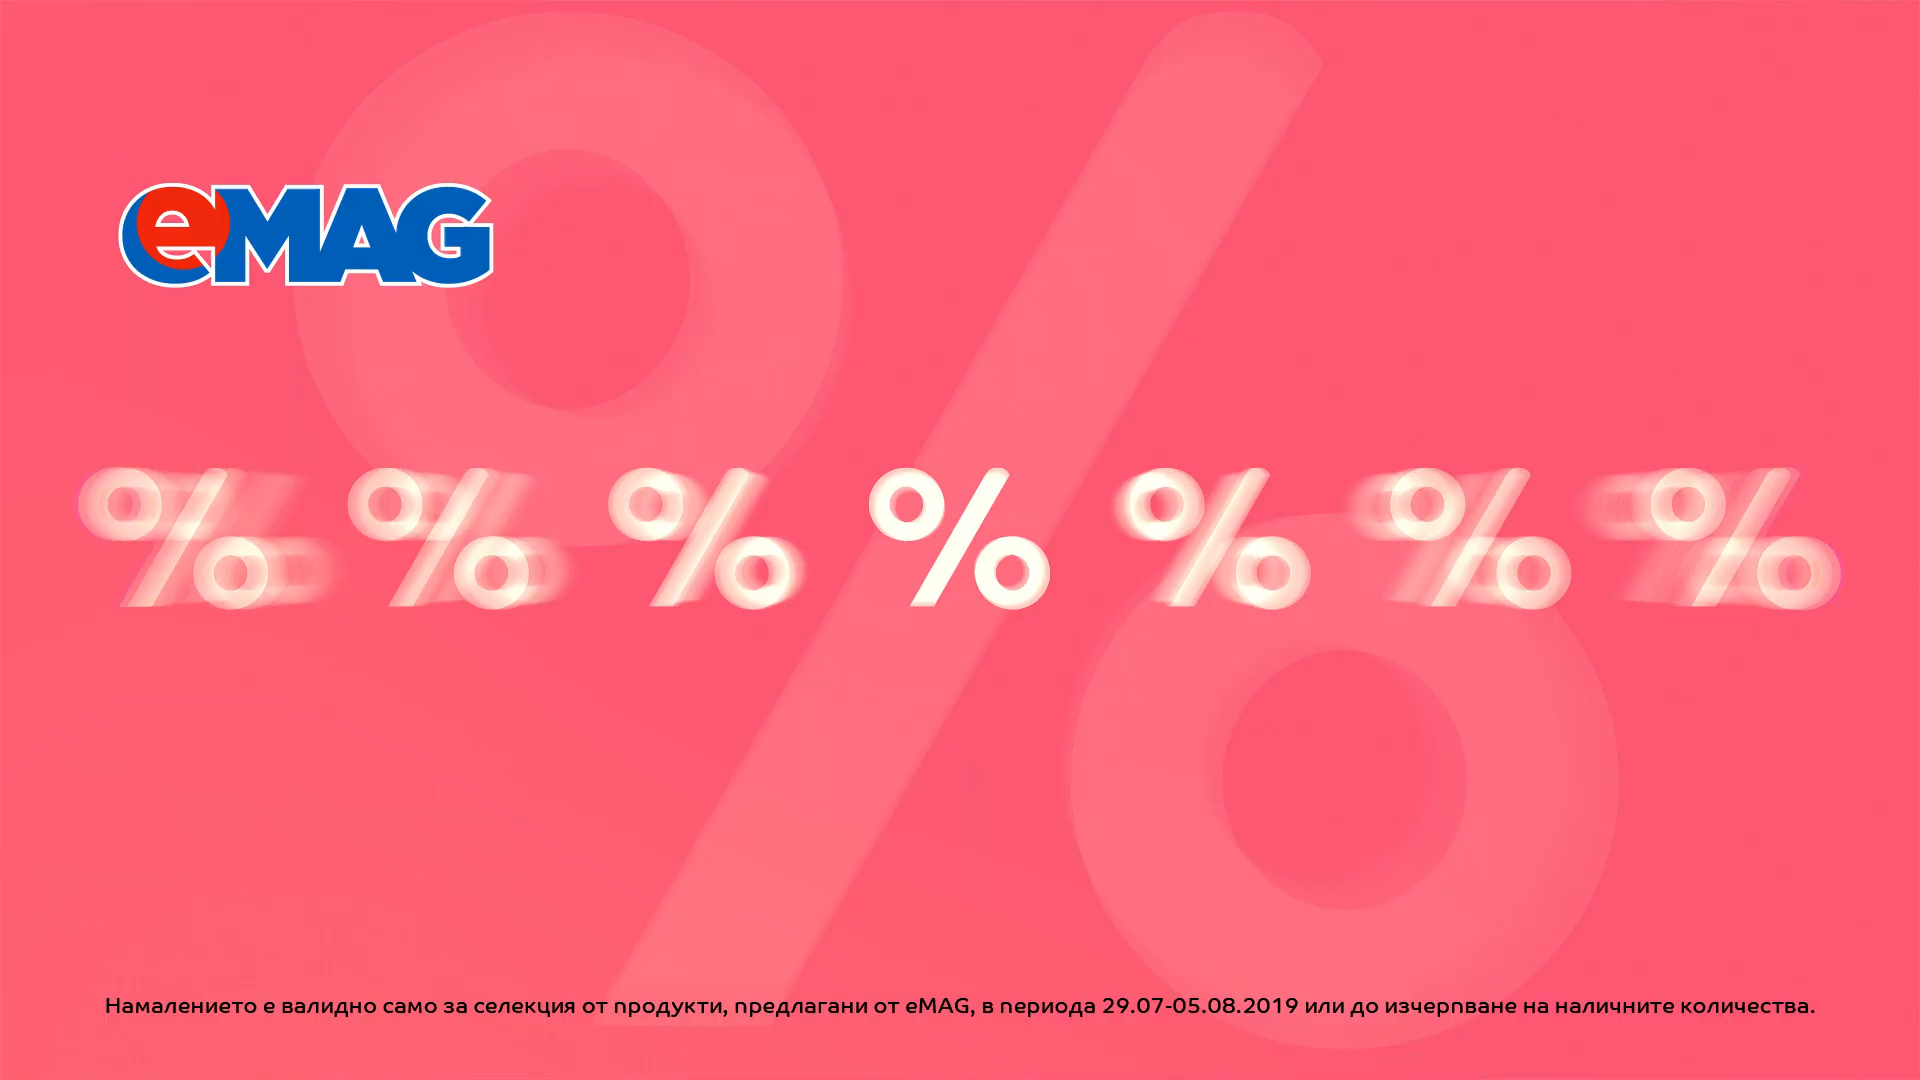 eMAG
% % % % % % %
Намалението е валидно само за селекция от продукти, предлагани от eMAG, в периода 29.07-05.08.2019 или до изчерпване на наличните количества.